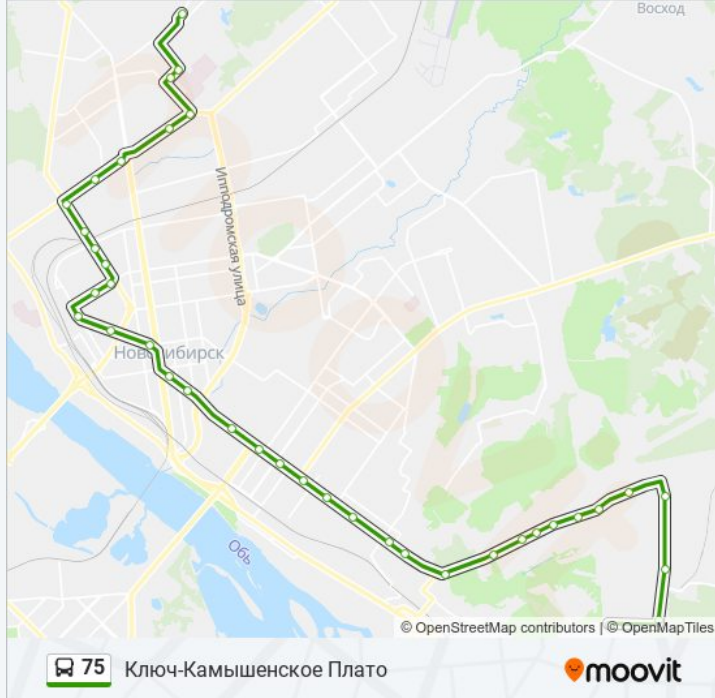 Восход
Ипподромская улица
Новосибирск
Обь
© OpenStreetMap contributors | © OpenMapTiles
75 Ключ-Камышенское Плато
moovit